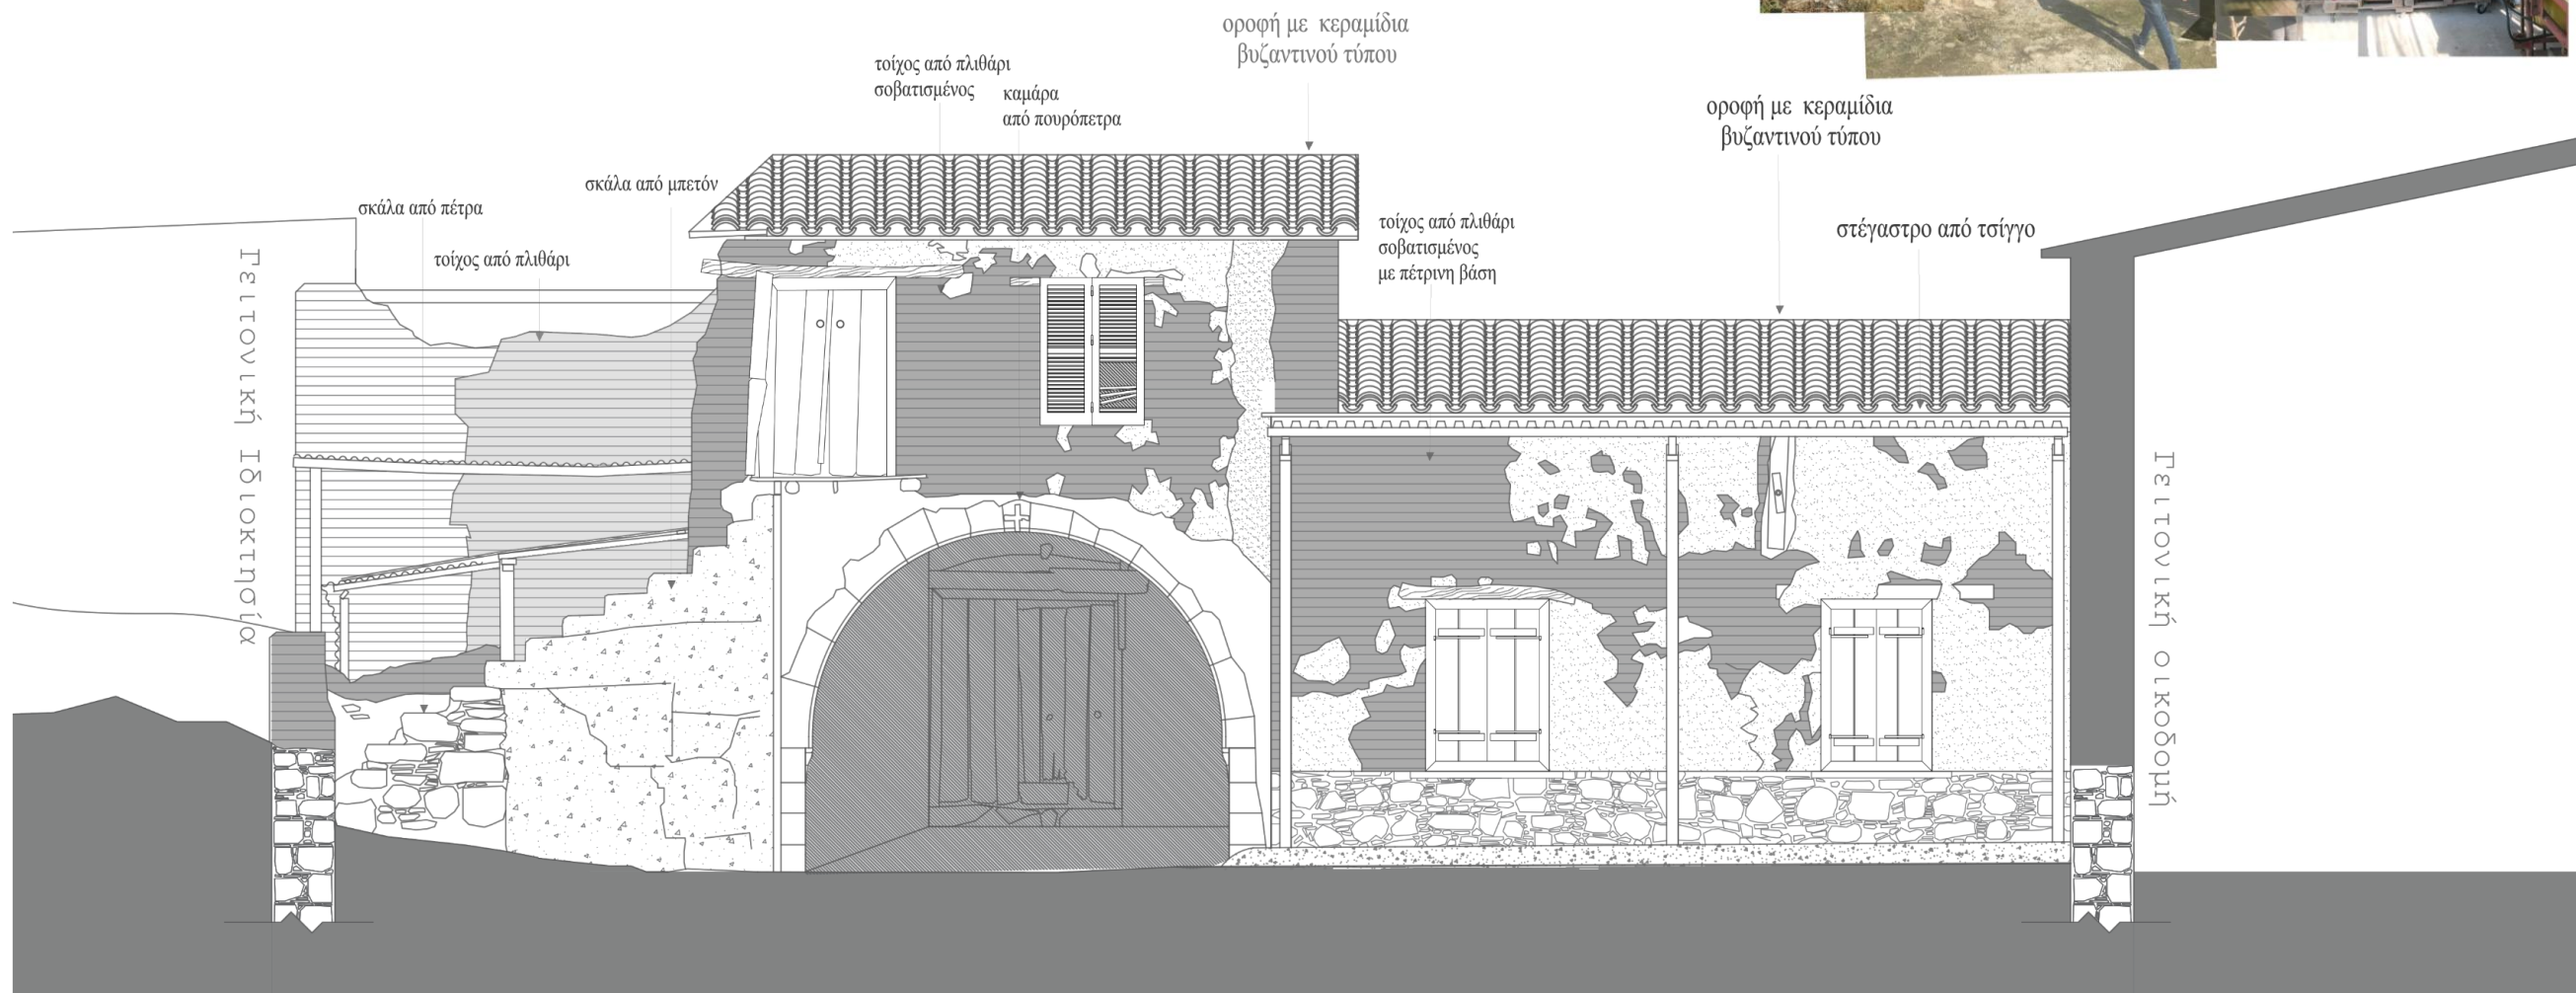 οροφή με κεραμίδια
βυζαντινού τύπου
τοίχος από πλιθάρι
σοβατισμένος
καμάρα
από πουρόπετρα
οροφή με κεραμίδια
βυζαντινού τύπου
σκάλα από μπετόν
σκάλα από πέτρα
τοίχος από πλιθάρι
τοίχος από πλιθάρι
σοβατισμένος
με πέτρινη βάση
στέγαστρο από τσίγγο
Γειτονική Ιδιοκτησία
Γειτονική οικοδομή